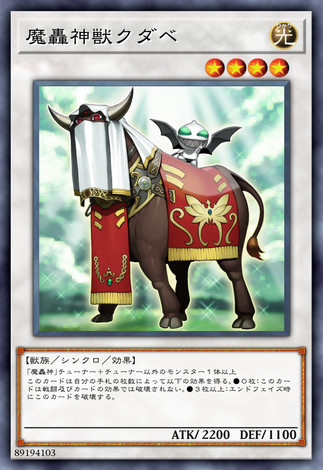 魔轟神獣クダベ
光
【獣族／シンクロ／効果】
「魔轟神」チューナー＋チューナー以外のモンスター１体以上
このカードは自分の手札の枚数によって以下の効果を得る。●０枚：このカー
ドは戦闘及びカードの効果では破壊されない。●３枚以上：エンドフェイズ時
にこのカードを破壊する。
ATK/ 2200 DEF/1100
89194103